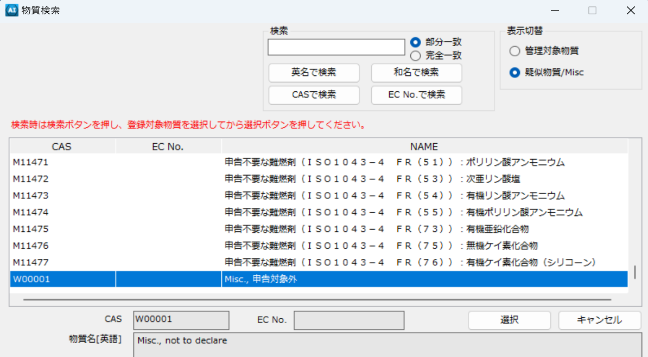 AI 物質検索
検索
部分一致
完全一致
英名で検索 和名で検索
CASで検索 EC No.で検索
表示切替
管理対象物質
疑似物質/Misc
検索時は検索ボタンを押し、登録対象物質を選択してから選択ボタンを押してください。
CAS EC No. NAME
M11471 申告不要な難燃剤（ＩＳＯ１０４３－４　ＦＲ（５１））：ポリリン酸アンモニウム
M11472 申告不要な難燃剤（ＩＳＯ１０４３－４　ＦＲ（５３））：次亜リン酸塩
M11473 申告不要な難燃剤（ＩＳＯ１０４３－４　ＦＲ（５４））：有機リン酸アンモニウム
M11474 申告不要な難燃剤（ＩＳＯ１０４３－４　ＦＲ（５５））：有機ポリリン酸アンモニウム
M11475 申告不要な難燃剤（ＩＳＯ１０４３－４　ＦＲ（７３））：有機亜鉛化合物
M11476 申告不要な難燃剤（ＩＳＯ１０４３－４　ＦＲ（７５））：無機ケイ素化合物
M11477 申告不要な難燃剤（ＩＳＯ１０４３－４　ＦＲ（７６））：有機ケイ素化合物（シリコーン）
W00001 Misc., 申告対象外
CAS W00001 EC No. 選択 キャンセル
物質名[英語] Misc., not to declare